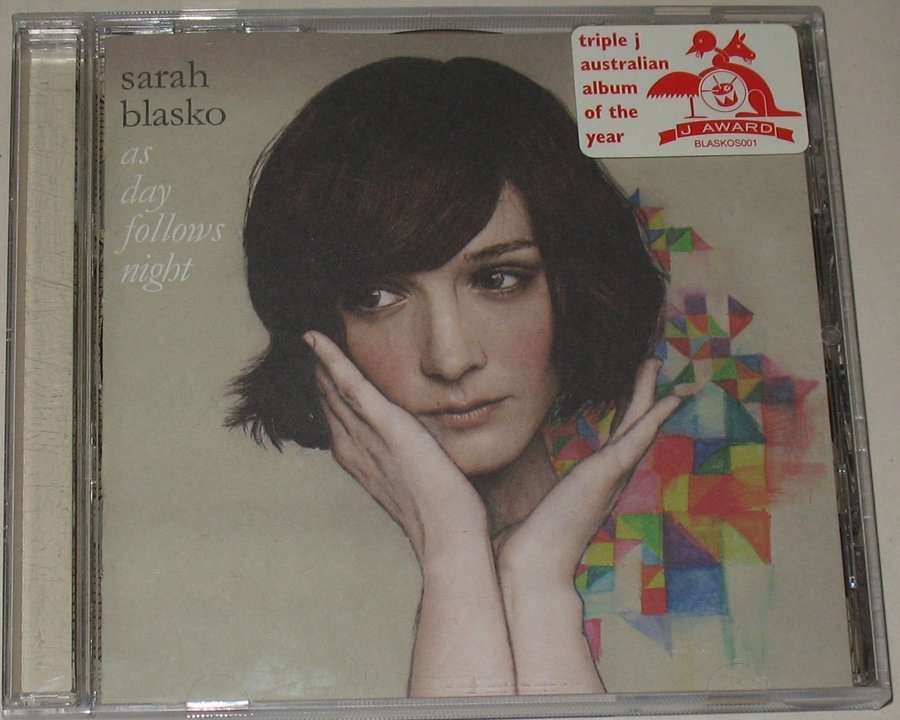 sarah
blasko
as
day
follows
night
triple j
australian
album
of the
year
J AWARD
BLASKOS001